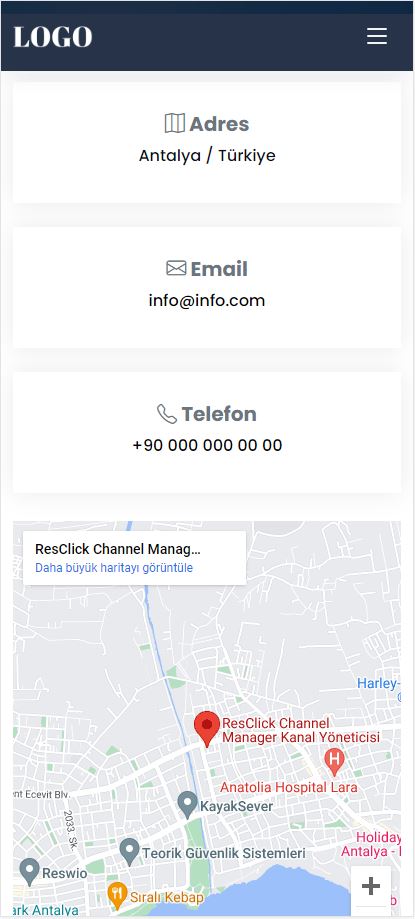 LOGO
Adres
Antalya / Türkiye
Email
info@info.com
Telefon
+90 000 000 00 00
ResClick Channel Manag...
Daha büyük haritayı görüntüle
Harley-
ResClick Channel
Manager Kanal Yöneticisi
H
Anatolia Hospital Lara
ent Ecevit Blv.
KayakSever
2033. Sk.
Holiday
Antalya -
Teorik Güvenlik Sistemleri
Reswio
Sıralı Kebap
ark Antalya
+